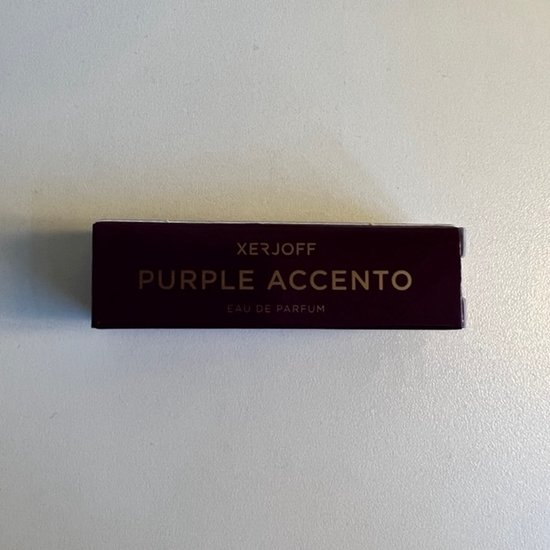 XERJOFF
PURPLE ACCENTO
EAU DE PARFUM